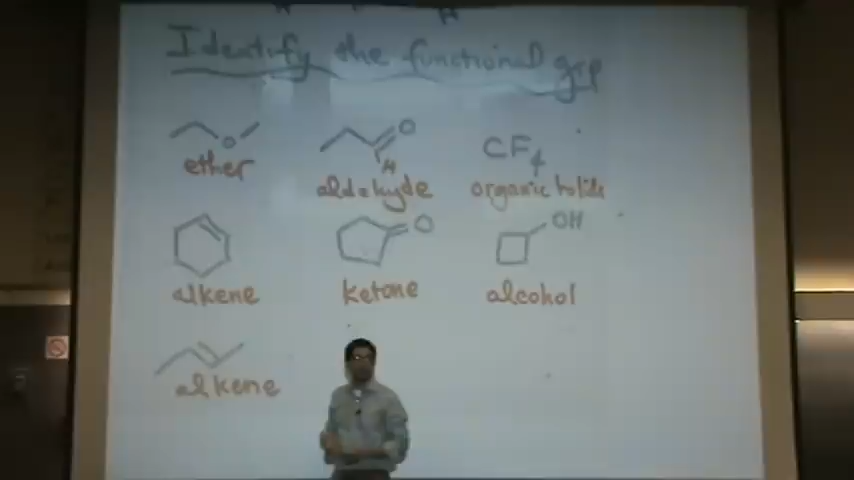 Identify the functional grp
O
ether
O
H
aldehyde
CF4
organic halide
alkene
O
ketone
OH
alcohol
alkene